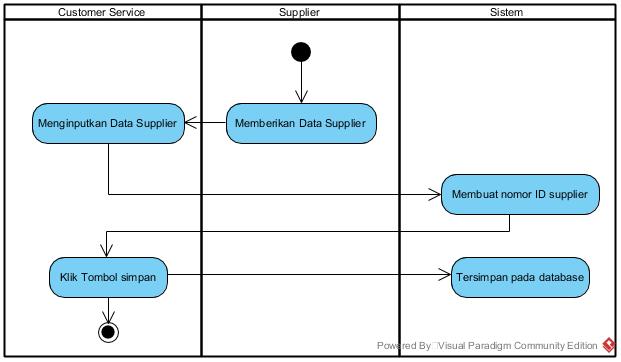 Customer Service
Supplier
Sistem
Menginputkan Data Supplier
Memberikan Data Supplier
Membuat nomor ID supplier
Klik Tombol simpan
Tersimpan pada database
Powered By Visual Paradigm Community Edition